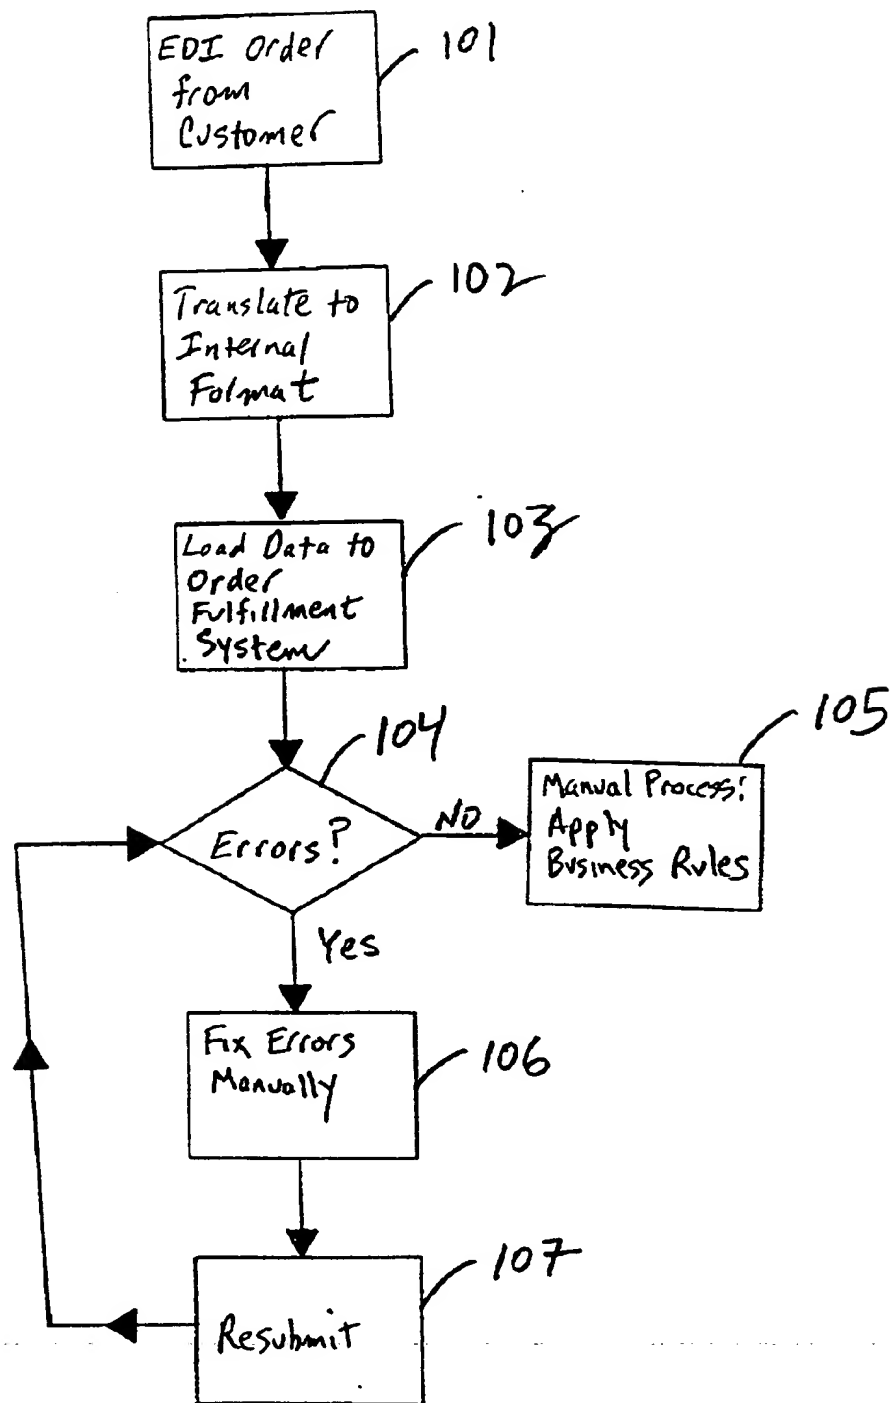 EDI Order
from
Customer
101
Translate to
Internal
Format
102
Load Data to
Order
Fulfillment
System
103
104
Errors?
NO
105
Manual Process:
Apply
Business Rules
Yes
Fix Errors
Manually
106
Resubmit
107